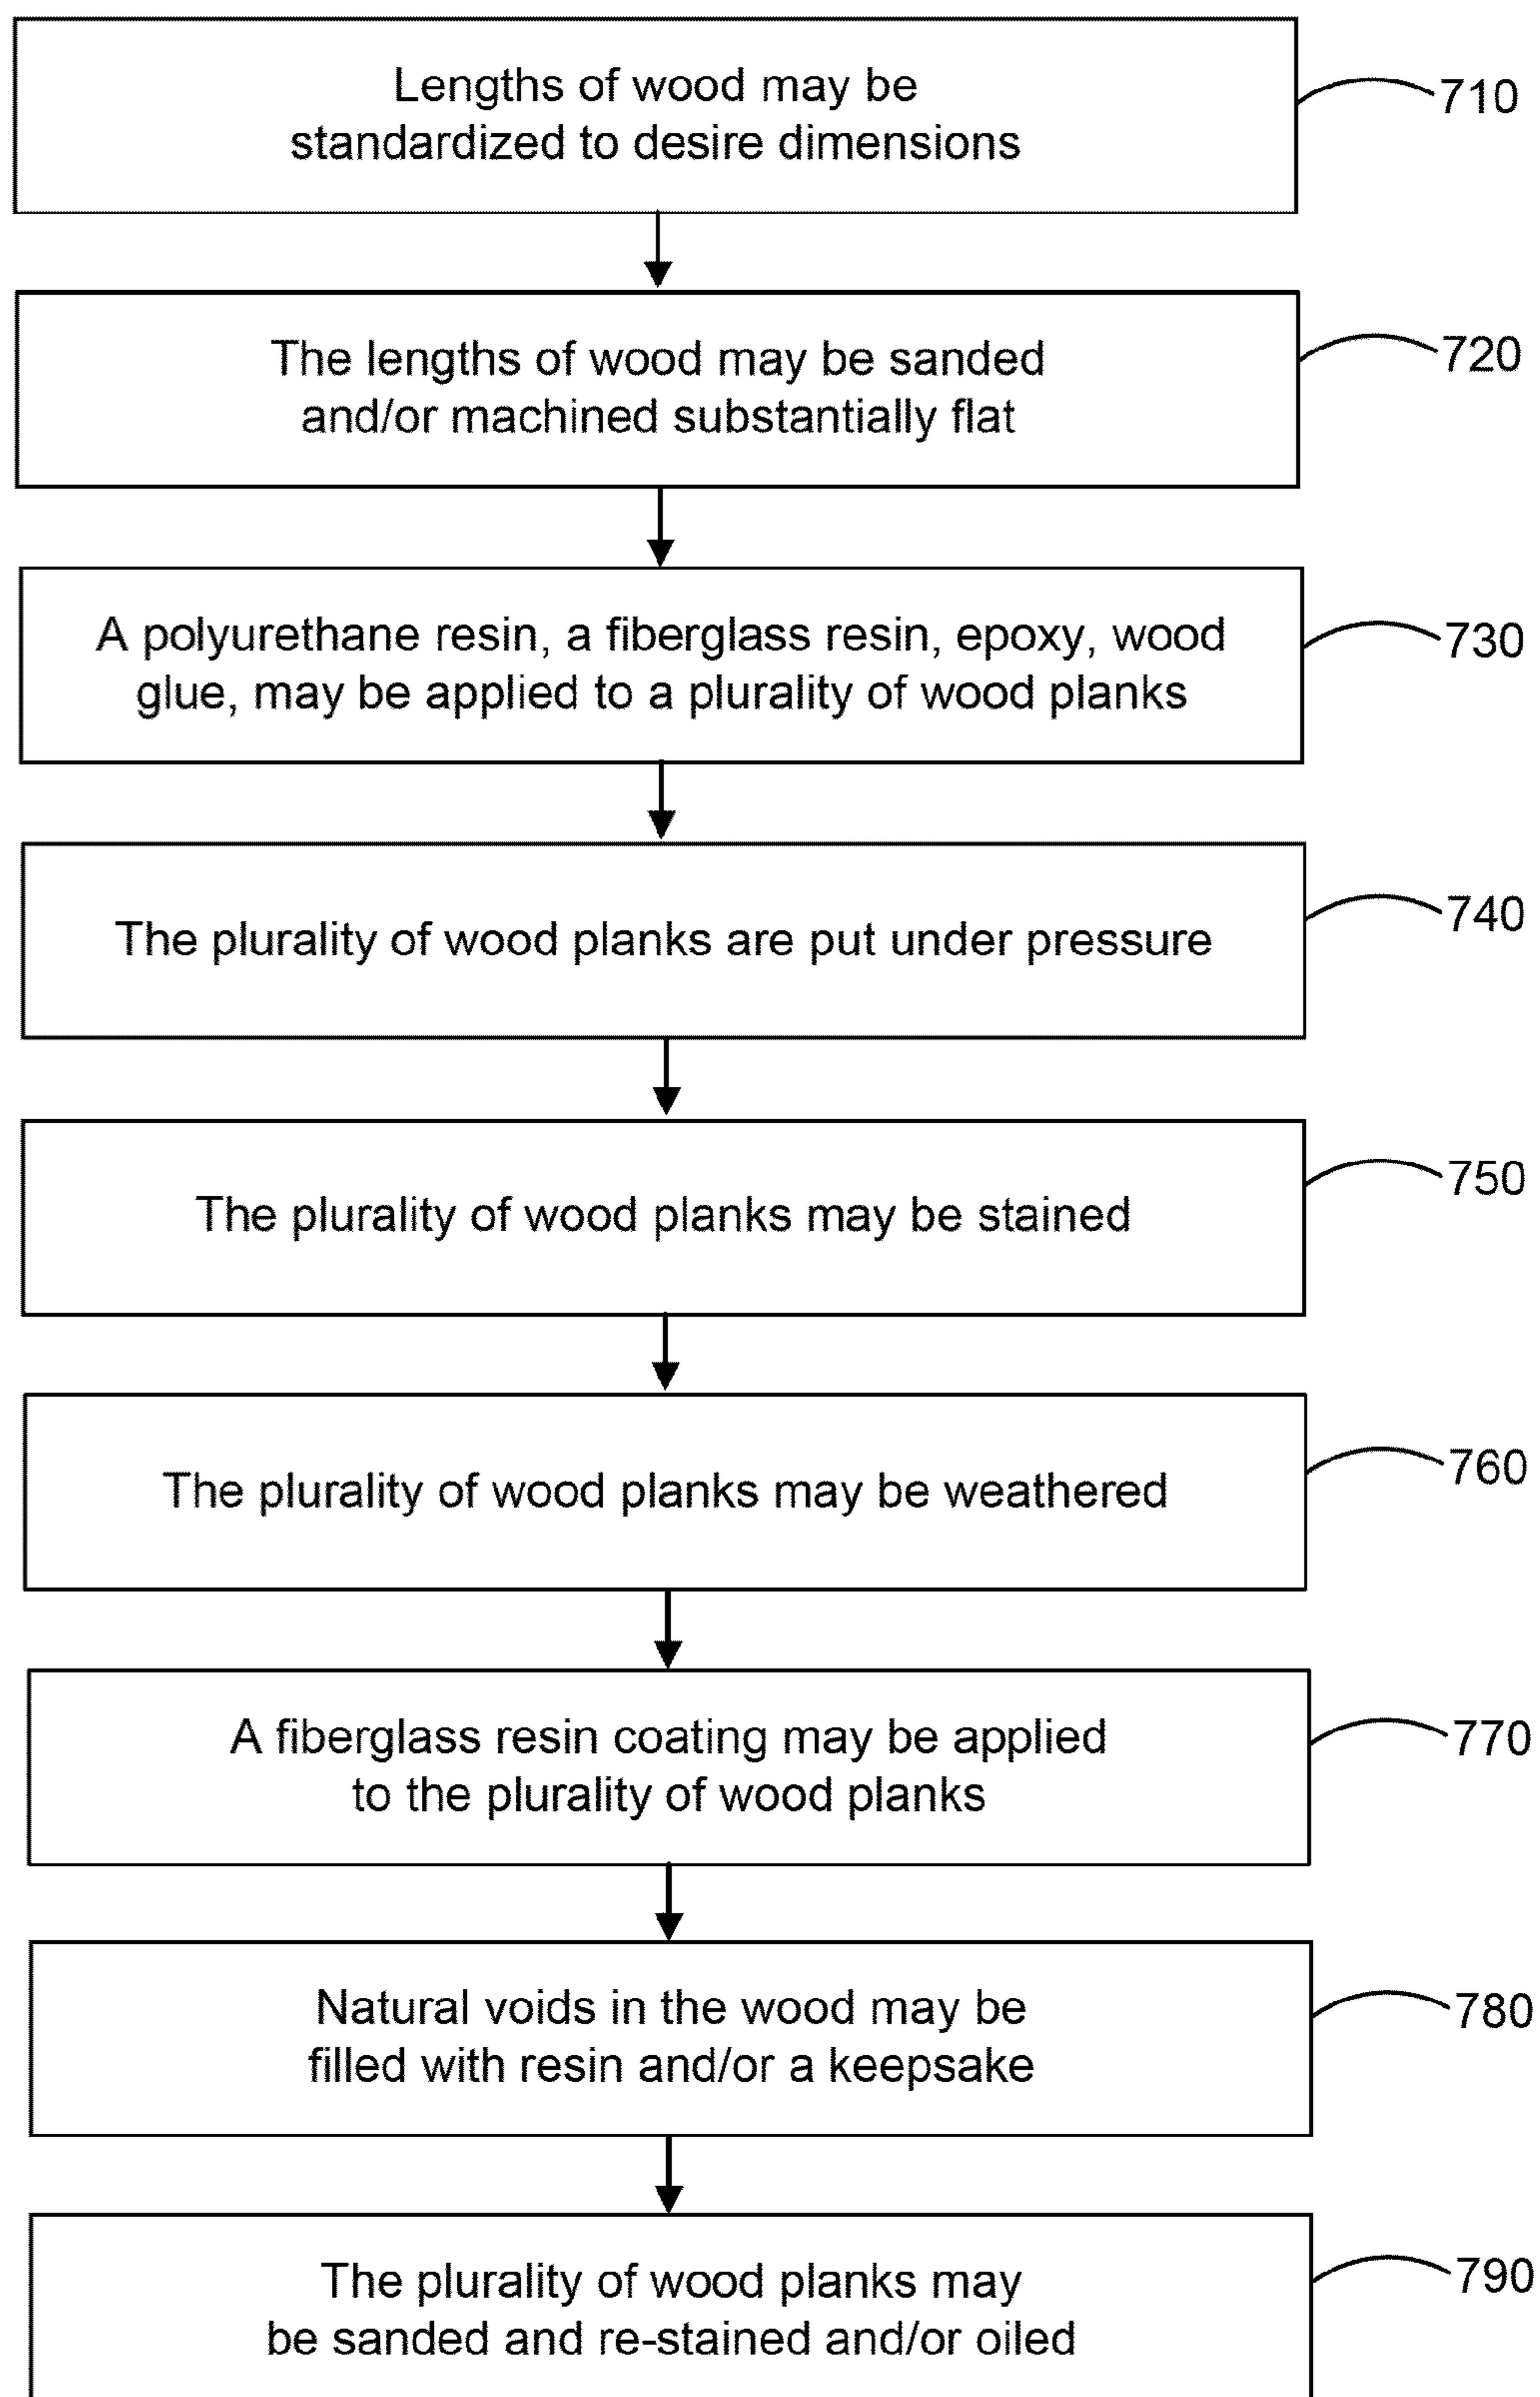 Lengths of wood may be
standardized to desire dimensions
710
The lengths of wood may be sanded
and/or machined substantially flat
720
A polyurethane resin, a fiberglass resin, epoxy, wood
glue, may be applied to a plurality of wood planks
730
The plurality of wood planks are put under pressure
740
The plurality of wood planks may be stained
750
The plurality of wood planks may be weathered
760
A fiberglass resin coating may be applied
to the plurality of wood planks
770
Natural voids in the wood may be
filled with resin and/or a keepsake
780
The plurality of wood planks may
be sanded and re-stained and/or oiled
790